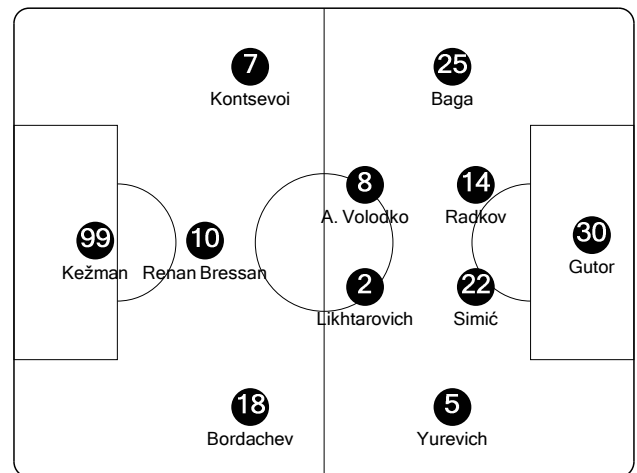 7
Kontsevoi
25
Baga
8
A. Volodko
14
Radkov
99
Kežman
10
Renan Bressan
30
Gutor
2
Likhtarovich
22
Simić
18
Bordachev
5
Yurevich